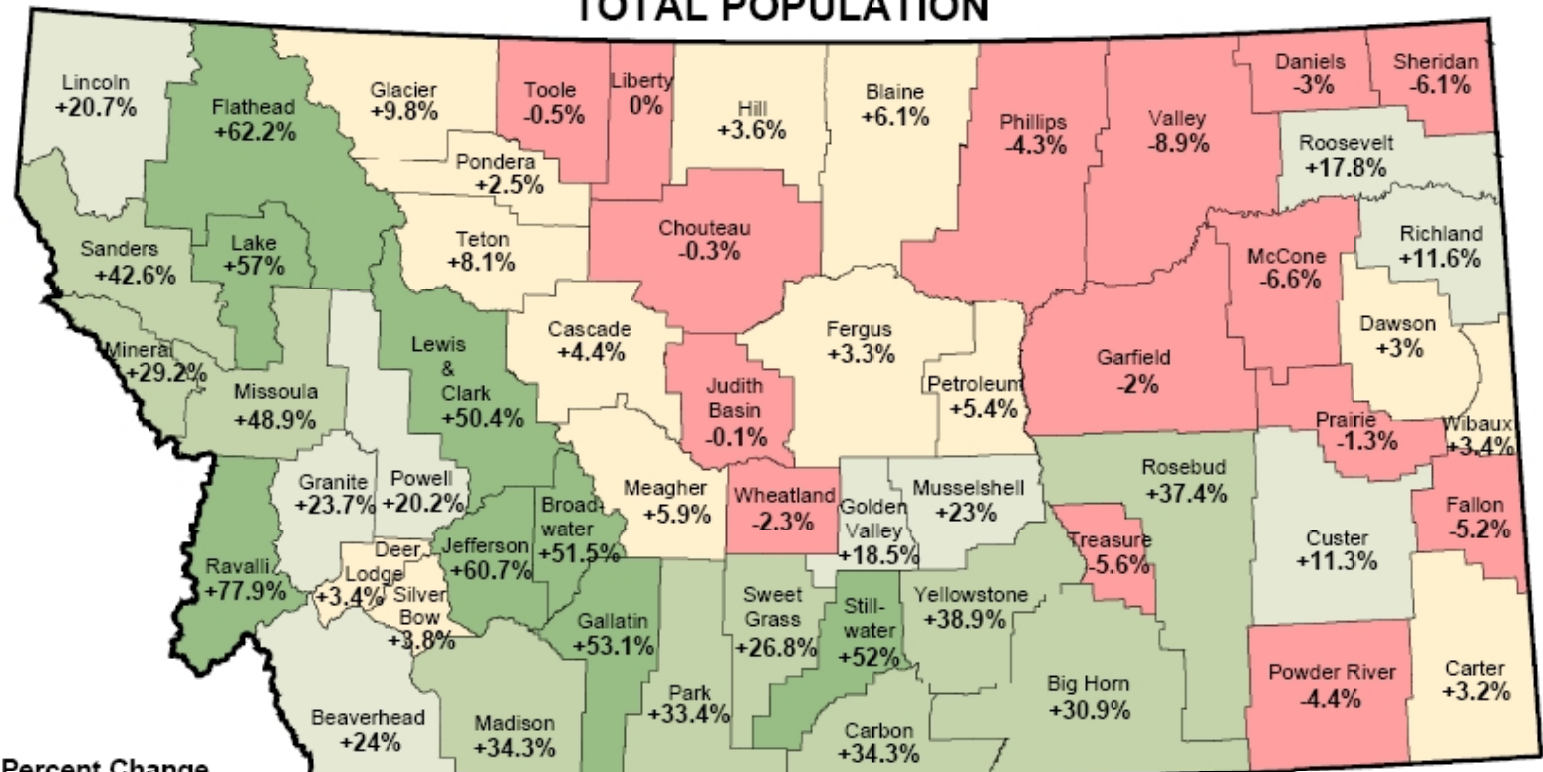 TOTAL POPULATION
Lincoln
+20.7%
Flathead
+62.2%
Glacier
+9.8%
Toole
-0.5%
Liberty
0%
Hill
+3.6%
Blaine
+6.1%
Phillips
-4.3%
Valley
-8.9%
Daniels
-3%
Sheridan
-6.1%
Roosevelt
+17.8%
Pondera
+2.5%
Sanders
+42.6%
Lake
+57%
Teton
+8.1%
Chouteau
-0.3%
McCone
-6.6%
Richland
+11.6%
Mineral
+29.2%
Missoula
+48.9%
Lewis
&
Clark
+50.4%
Cascade
+4.4%
Judith
Basin
-0.1%
Fergus
+3.3%
Petroleum
+5.4%
Garfield
-2%
Dawson
+3%
Prairie
-1.3%
Wibaux
+3.4%
Granite
+23.7%
Powell
+20.2%
Broad-
water
+51.5%
Meagher
+5.9%
Wheatland
-2.3%
Golden
Valley
+18.5%
Musselshell
+23%
Rosebud
+37.4%
Treasure
-5.6%
Custer
+11.3%
Fallon
-5.2%
Ravalli
+77.9%
Deer
Lodge
+3.4%
Silver
Bow
+3.8%
Jefferson
+60.7%
Gallatin
+53.1%
Sweet
Grass
+26.8%
Still-
water
+52%
Yellowstone
+38.9%
Beaverhead
+24%
Madison
+34.3%
Park
+33.4%
Carbon
+34.3%
Big Horn
+30.9%
Powder River
-4.4%
Carter
+3.2%
Percent Change